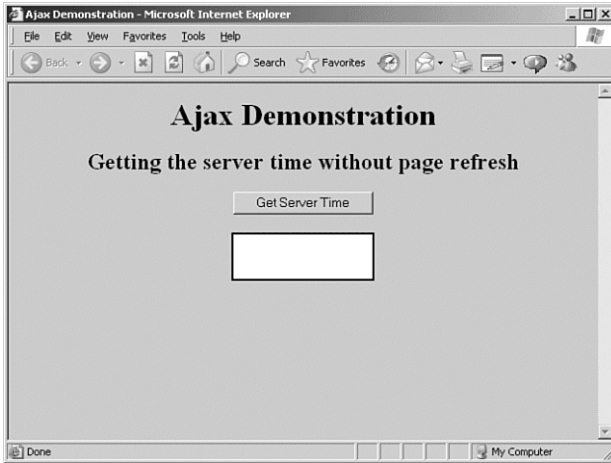 Ajax Demonstration - Microsoft Internet Explorer
File Edit View Favorites Tools Help
Back Search Favorites
Ajax Demonstration
Getting the server time without page refresh
Get Server Time
Done My Computer